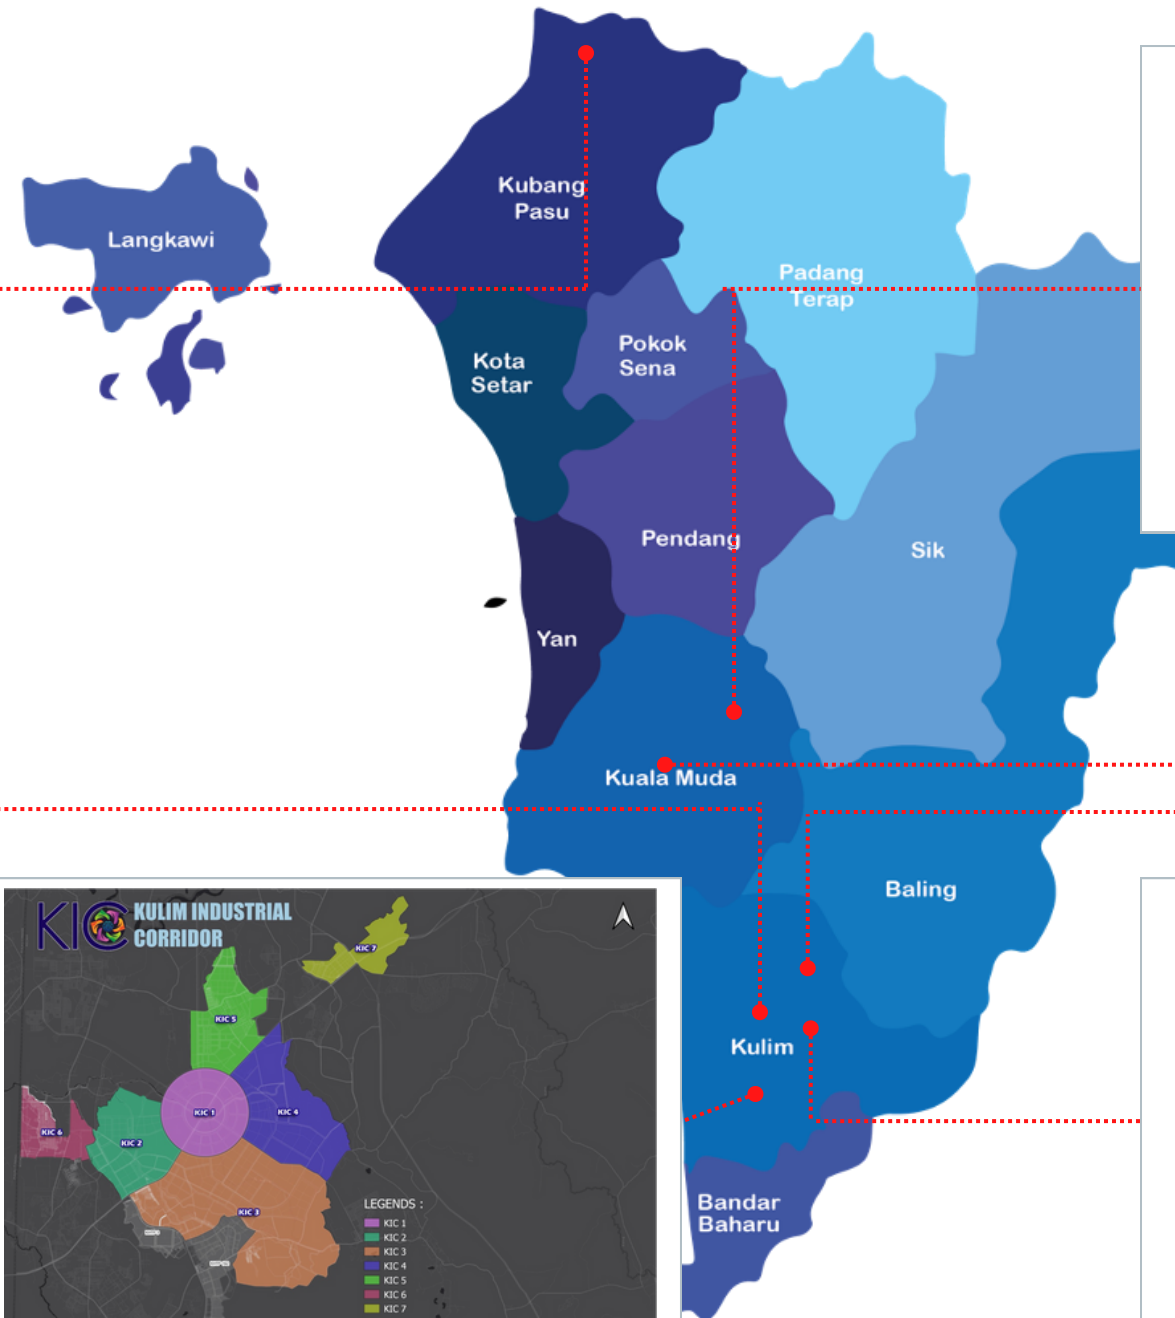 Kubang
Pasu
Langkawi
Padang
Terap
Pokok
Sena
Kota
Setar
Pendang
Sik
Yan
Kuala Muda
Baling
Kulim
Bandar
Baharu
KIC KULIM INDUSTRIAL
CORRIDOR
KIC 7
KIC 5
KIC 1
KIC 4
KIC 6
KIC 2
KIC 3
LEGENDS :
KIC 1
KIC 2
KIC 3
KIC 4
KIC 5
KIC 6
KIC 7